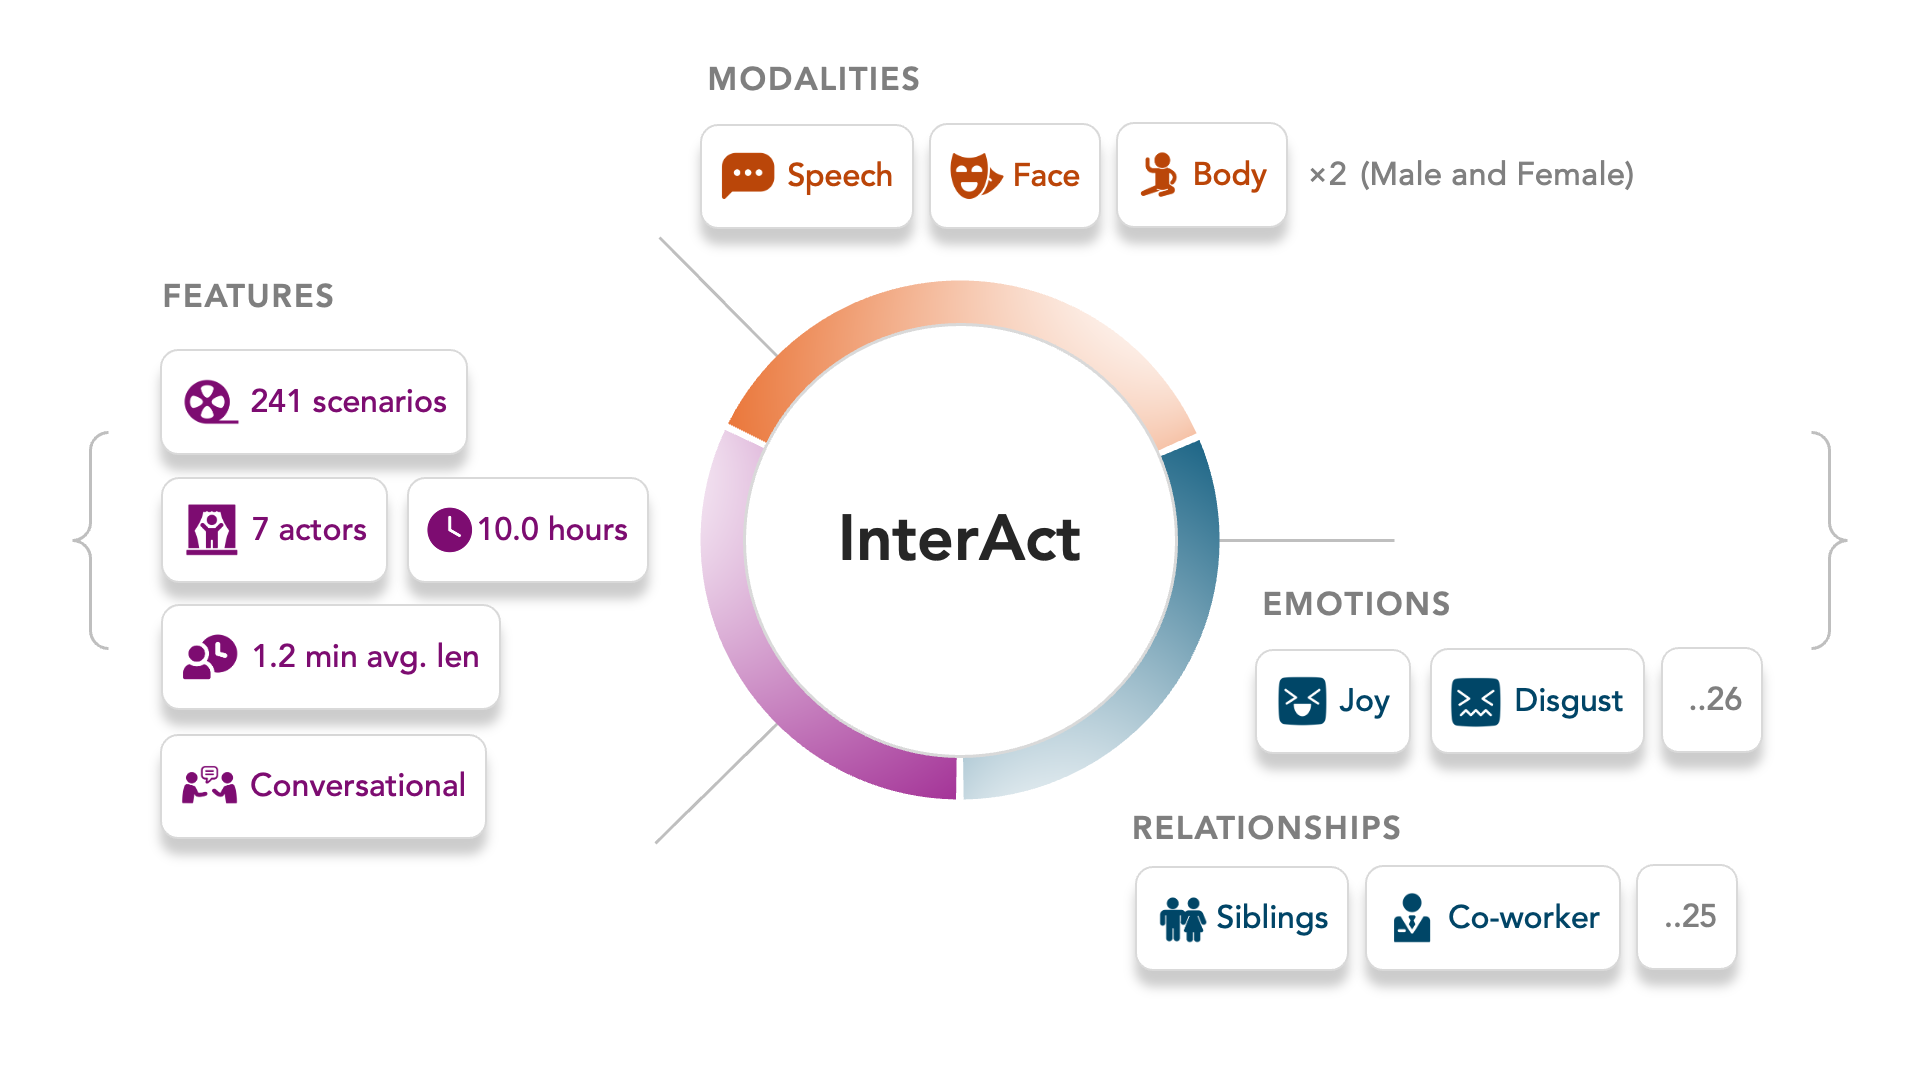 MODALITIES
Speech
Face
Body
×2 (Male and Female)
FEATURES
241 scenarios
7 actors
10.0 hours
1.2 min avg. len
Conversational
InterAct
EMOTIONS
Joy
Disgust
..26
RELATIONSHIPS
Siblings
Co-worker
..25